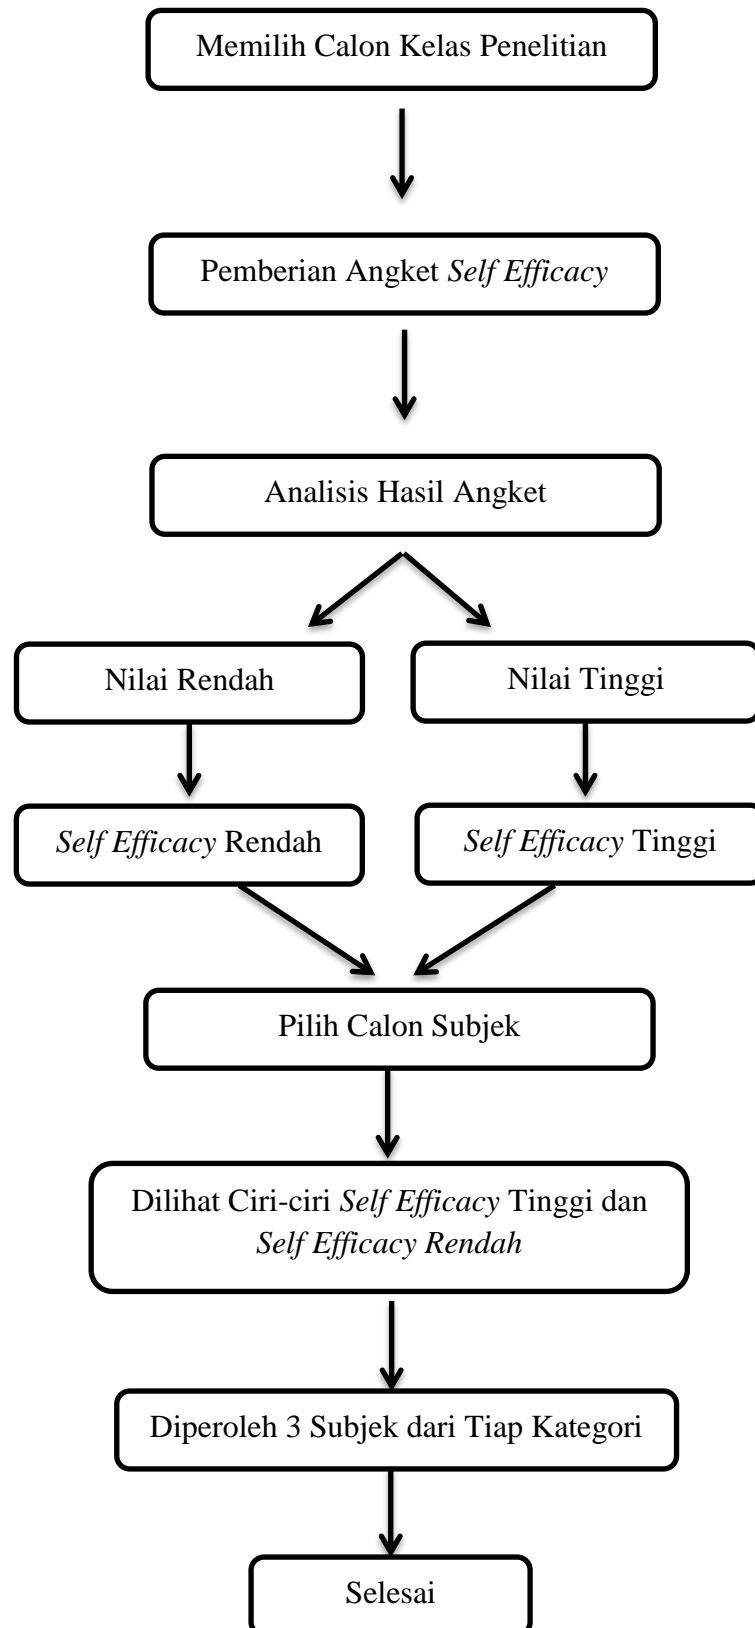 Memilih Calon Kelas Penelitian
Pemberian Angket Self Efficacy
Analisis Hasil Angket
Nilai Rendah
Nilai Tinggi
Self Efficacy Rendah
Self Efficacy Tinggi
Pilih Calon Subjek
Dilihat Ciri-ciri Self Efficacy Tinggi dan
Self Efficacy Rendah
Diperoleh 3 Subjek dari Tiap Kategori
Selesai